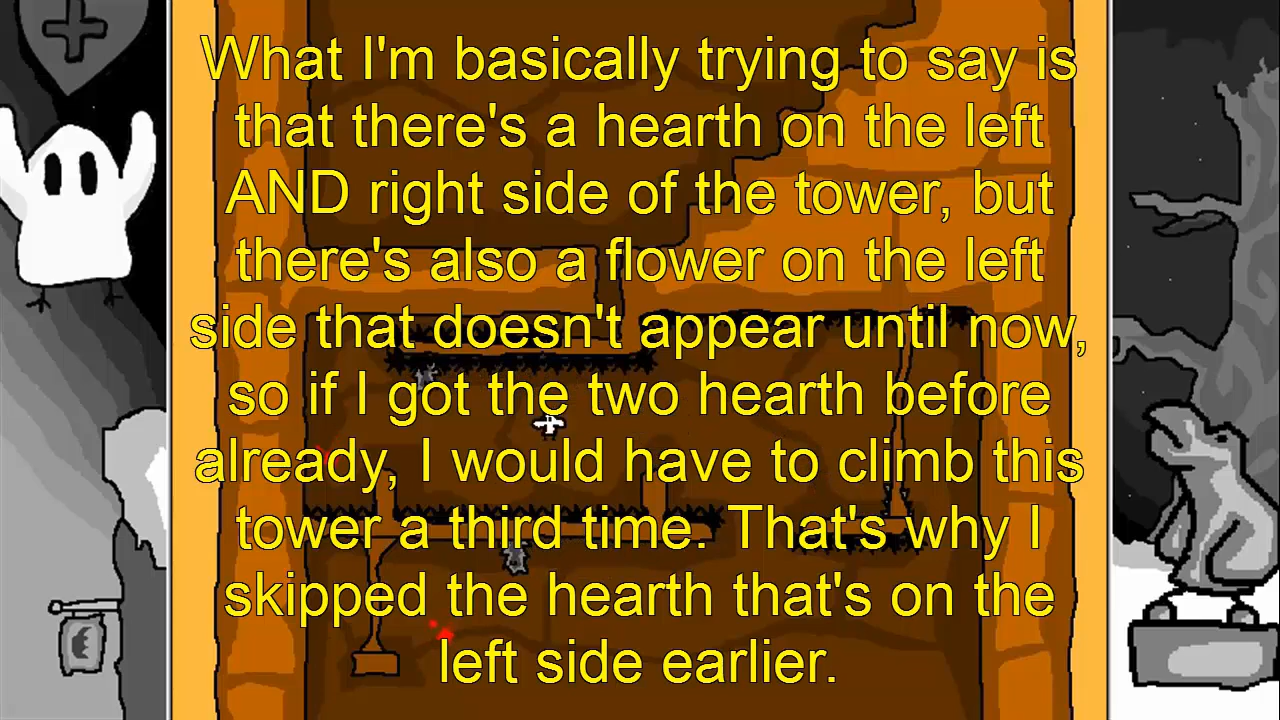 What I'm basically trying to say is
that there's a hearth on the left
AND right side of the tower, but
there's also a flower on the left
side that doesn't appear until now,
so if I got the two hearth before
already, I would have to climb this
tower a third time. That's why I
skipped the hearth that's on the
left side earlier.